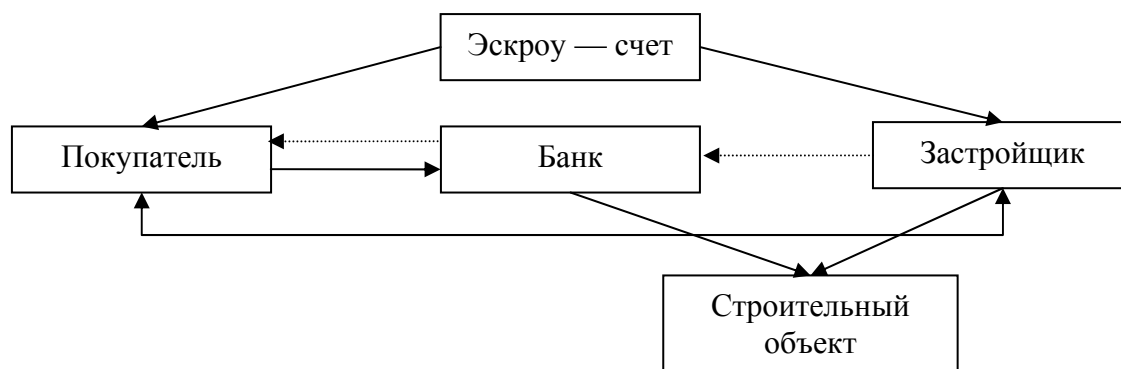 Эскроу — счет
Покупатель
Банк
Застройщик
Строительный
объект